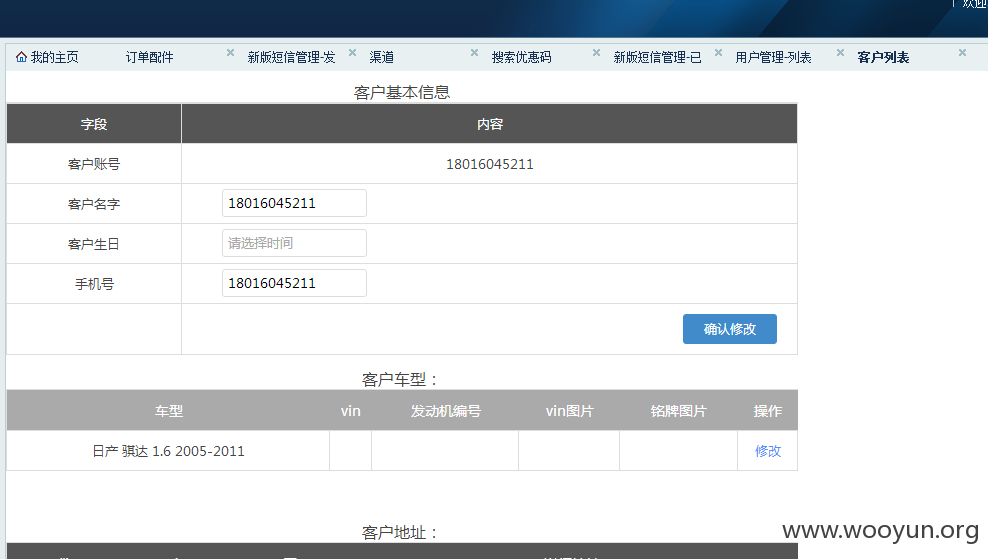 欢迎
我的主页 订单配件 新版短信管理-发 渠道 搜索优惠码 新版短信管理-已 用户管理-列表 客户列表
客户基本信息
字段 内容
客户账号 18016045211
客户名字 18016045211
客户生日 请选择时间
手机号 18016045211
确认修改
客户车型：
车型 vin 发动机编号 vin图片 铭牌图片 操作
日产 骐达 1.6 2005-2011 修改
客户地址：
www.wooyun.org